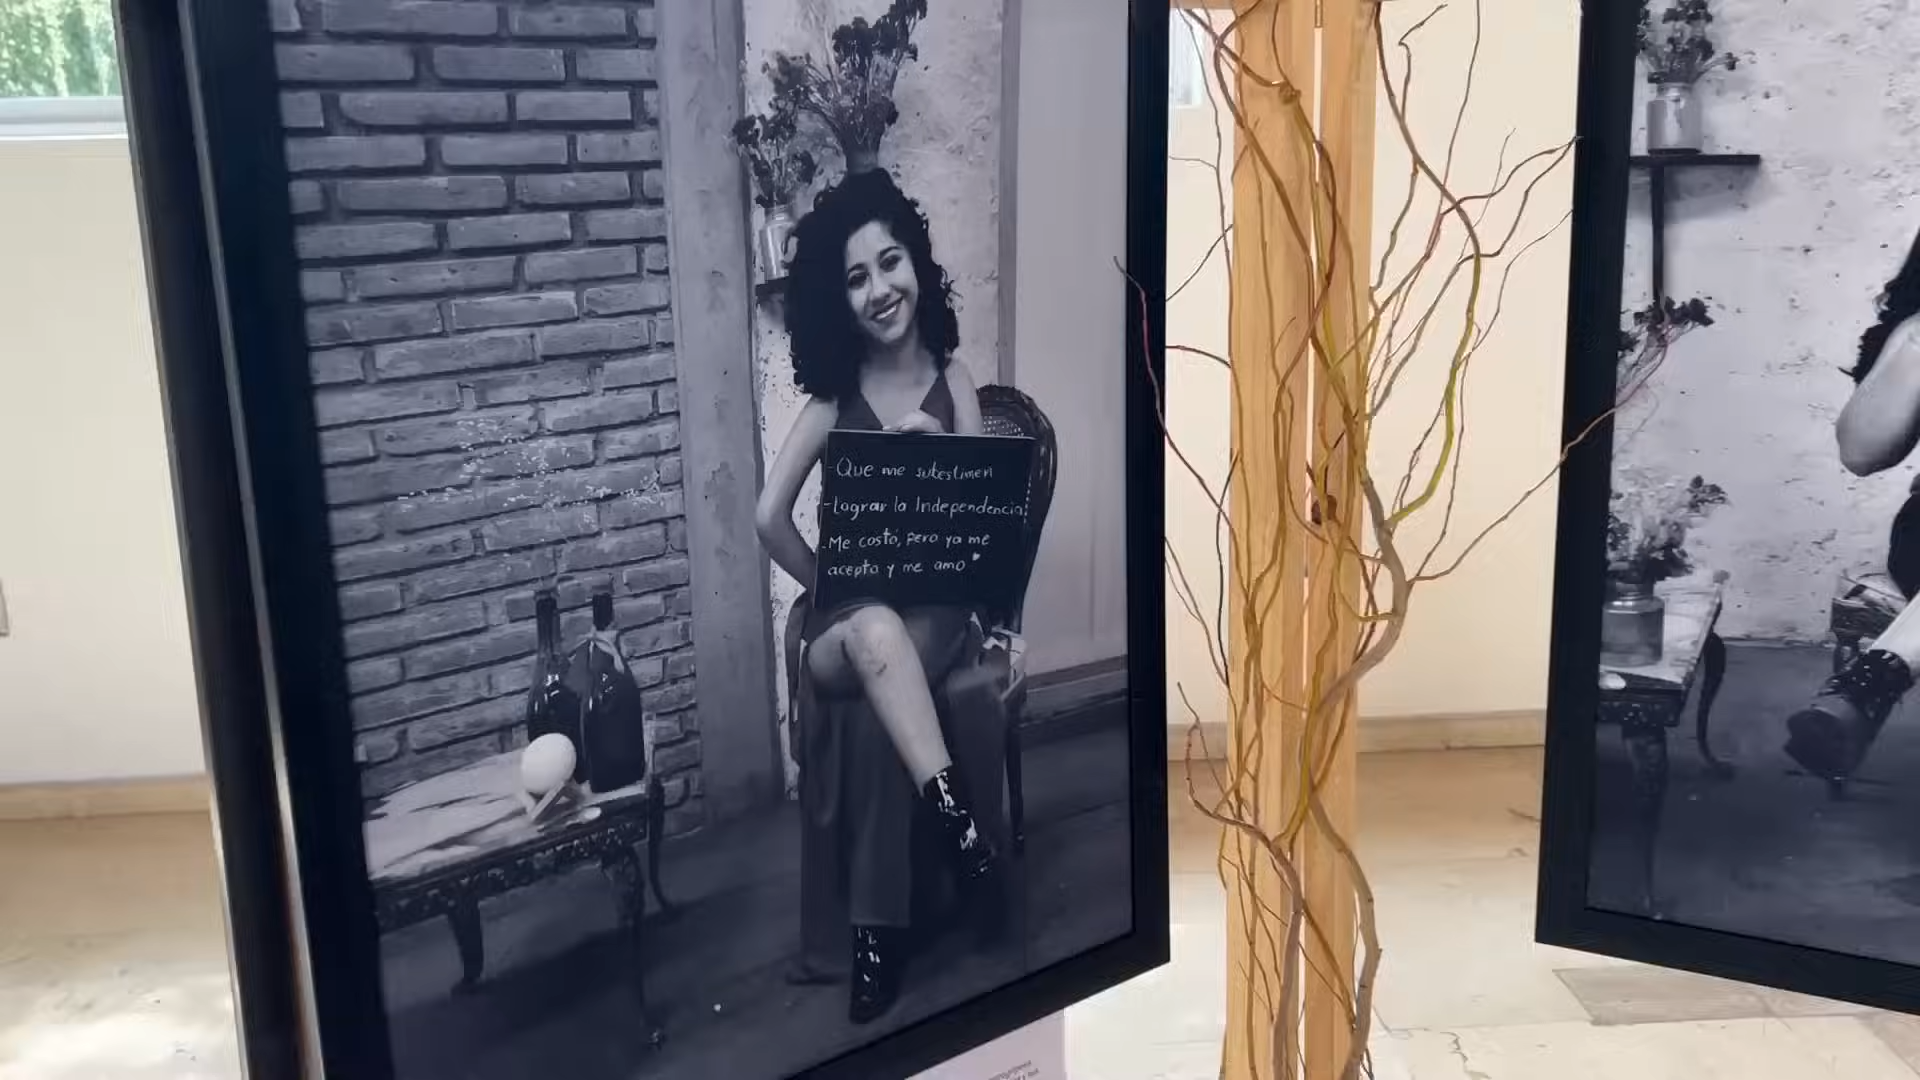 -Que me subestimen
-Lograr la Independencia
-Me costó, pero ya me
acepto y me amo